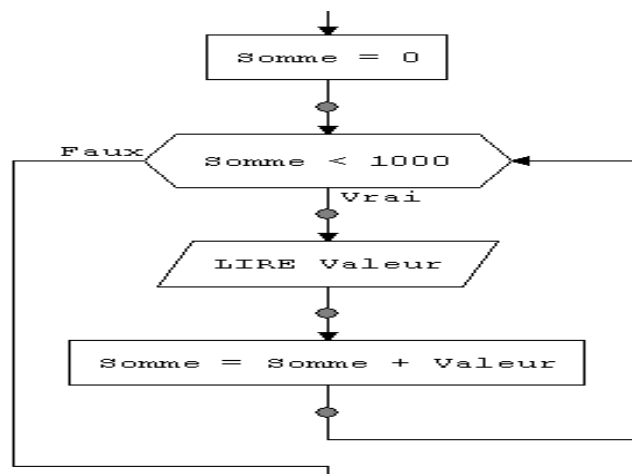 Somme = 0
Faux
Somme < 1000
Vrai
LIRE Valeur
Somme = Somme + Valeur